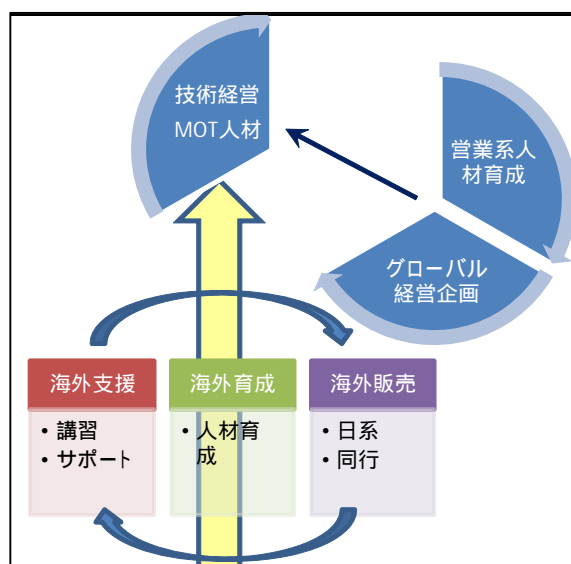 技術経営
MOT人材
営業系人
材育成
グローバル
経営企画
海外支援
・講習
・サポート
海外育成
・人材育
成
海外販売
・日系
・同行